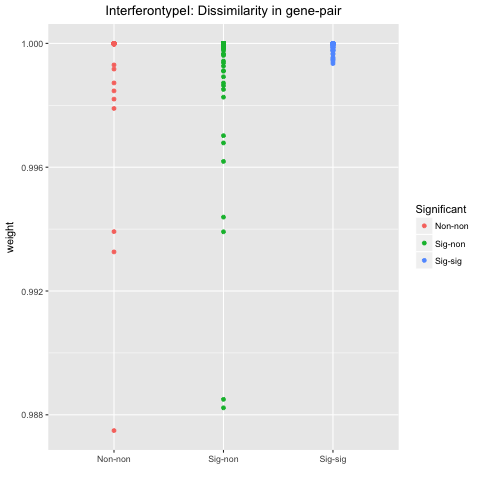 InterferontypeI: Dissimilarity in gene-pair
weight
1.000
0.996
0.992
0.988
Non-non
Sig-non
Sig-sig
Significant
Non-non
Sig-non
Sig-sig